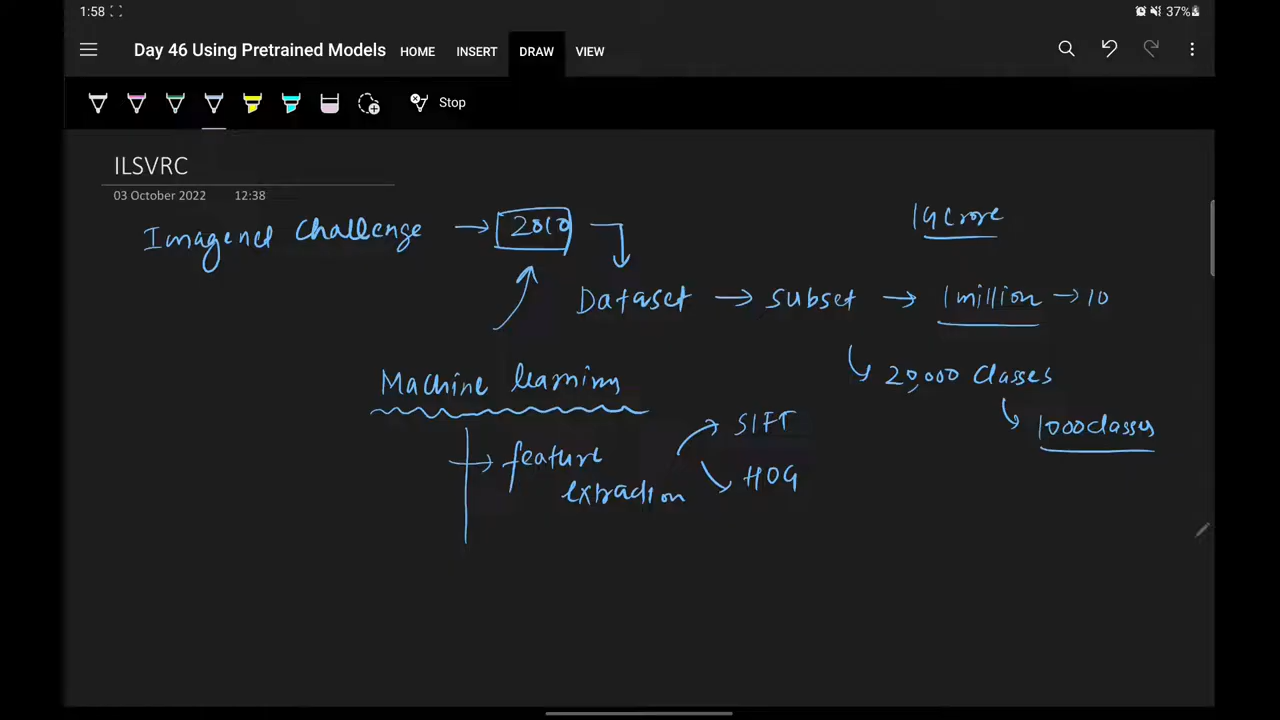 1:58 37%
Day 46 Using Pretrained Models HOME INSERT DRAW VIEW
Stop
ILSVRC
03 October 2022 12:38
Imagenet Challenge → 2010
Dataset → subset → 1 million → 10
20,000 Classes
1000 classes
Machine learning
feature
extraction
SIFT
HOG